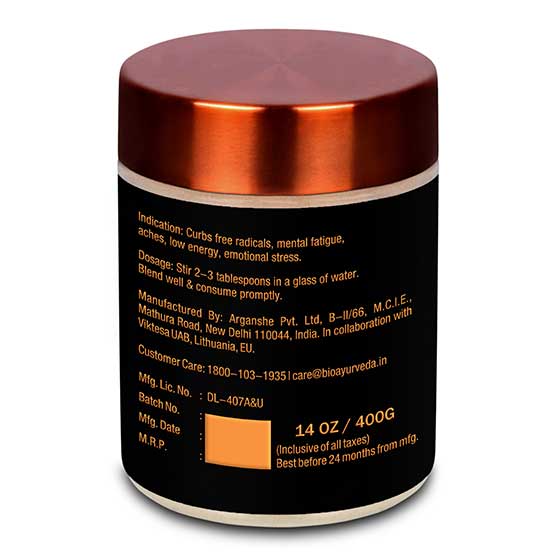 Indication: Curbs free radicals, mental fatigue,
aches, low energy, emotional stress.
Dosage: Stir 2–3 tablespoons in a glass of water.
Blend well & consume promptly.
Manufactured By: Arganshe Pvt. Ltd, B–II/66, M.C.I.E.,
Mathura Road, New Delhi 110044, India. In collaboration with
Viktesa UAB, Lithuania, EU.
Customer Care: 1800–103–1935 | care@bioayurveda.in
Mfg. Lic. No. : DL–407A&U
Batch No. :
Mfg. Date :
M.R.P. :
14 OZ / 400G
(Inclusive of all taxes)
Best before 24 months from mfg.